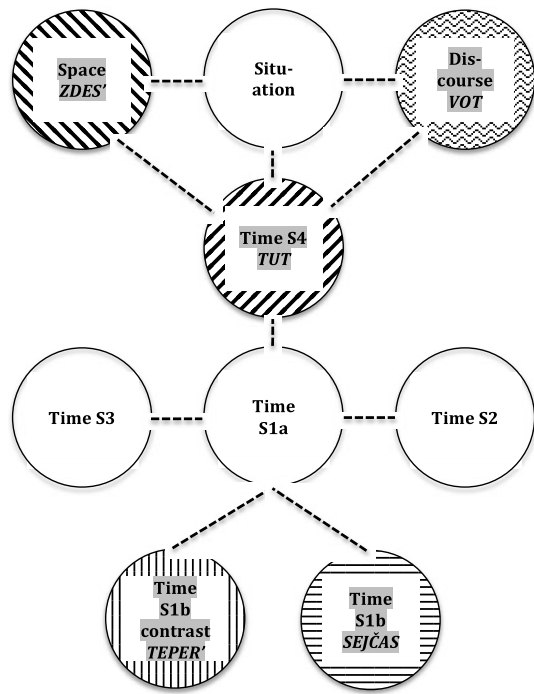 Space
ZDES’
Situ-
ation
Dis-
course
VOT
Time S4
TUT
Time S3
Time
S1a
Time S2
Time
S1b
contrast
TEPER’
Time
S1b
SEJČAS